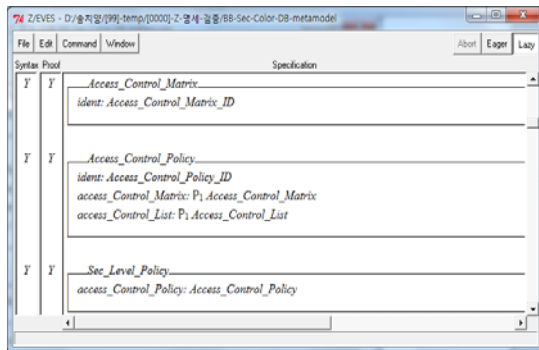 Z/EVES - D:/송지영/[99]-temp/[0000]-Z-명세-검증/BB-Sec-Color-DB-metamodel
File Edit Command Window Abort Eager Lazy
Syntax Proof Specification
Y Y Access_Control_Matrix
ident: Access_Control_Matrix_ID
Y Y Access_Control_Policy
ident: Access_Control_Policy_ID
access_Control_Matrix: P₁ Access_Control_Matrix
access_Control_List: P₁ Access_Control_List
Y Y Sec_Level_Policy
access_Control_Policy: Access_Control_Policy